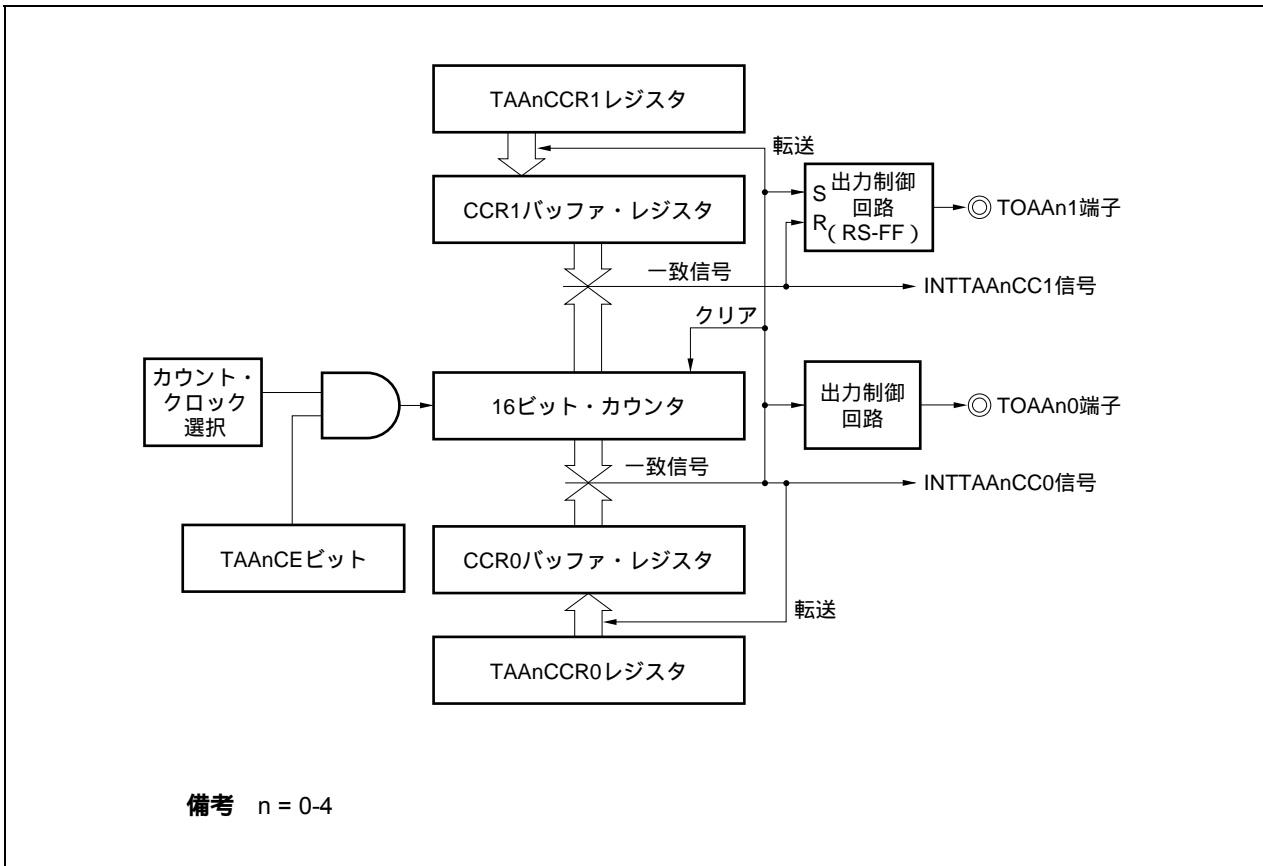 TAAnCCR1レジスタ
転送
CCR1バッファ・レジスタ
S
R
出力制御
回路
(RS-FF)
TOAAn1端子
一致信号
INTTAAnCC1信号
クリア
カウント・
クロック
選択
16ビット・カウンタ
出力制御
回路
TOAAn0端子
一致信号
INTTAAnCC0信号
TAAnCEビット
CCR0バッファ・レジスタ
転送
TAAnCCR0レジスタ
備考 n = 0-4